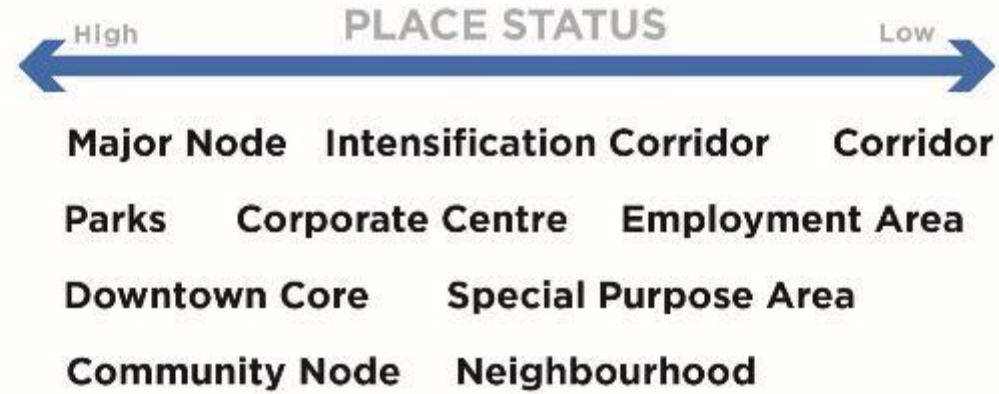 PLACE STATUS
High Low
Major Node Intensification Corridor Corridor
Parks Corporate Centre Employment Area
Downtown Core Special Purpose Area
Community Node Neighbourhood